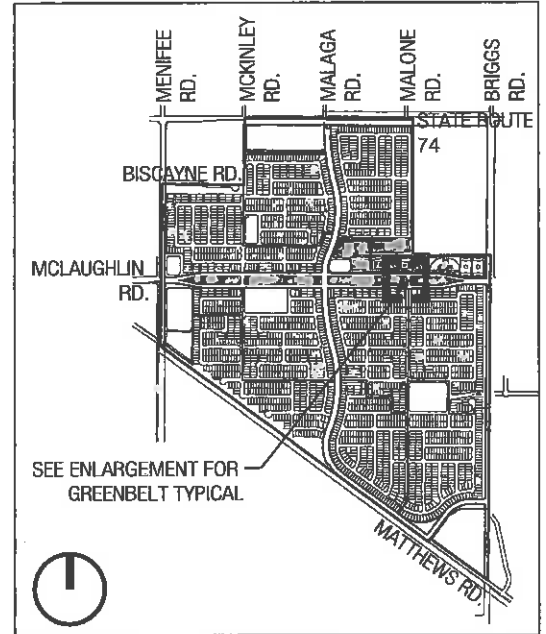 MENIFEE
RD.
MCKINLEY
RD.
MALAGA
RD.
MALONE
RD.
BRIGGS
RD.
STATE ROUTE
74
BISCAYNE RD.
MCLAUGHLIN
RD.
SEE ENLARGEMENT FOR
GREENBELT TYPICAL
MATTHEWS RD.